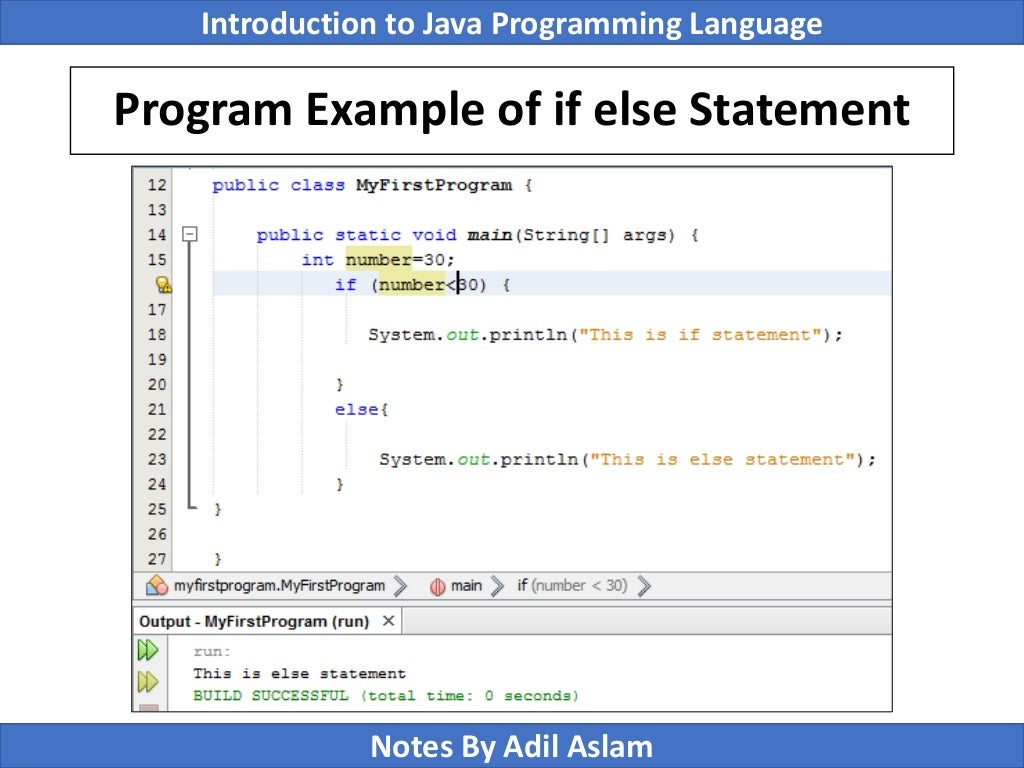 Introduction to Java Programming Language
Program Example of if else Statement
12 public class MyFirstProgram {
13
14 public static void main(String[] args) {
15 int number=30;
if (number<30) {
17
18 System.out.println("This is if statement");
19
20 }
21 else{
22
23 System.out.println("This is else statement");
24 }
25 }
26
27 }
myfirstprogram.MyFirstProgram main if (number < 30)
Output - MyFirstProgram (run)
run:
This is else statement
BUILD SUCCESSFUL (total time: 0 seconds)
Notes By Adil Aslam